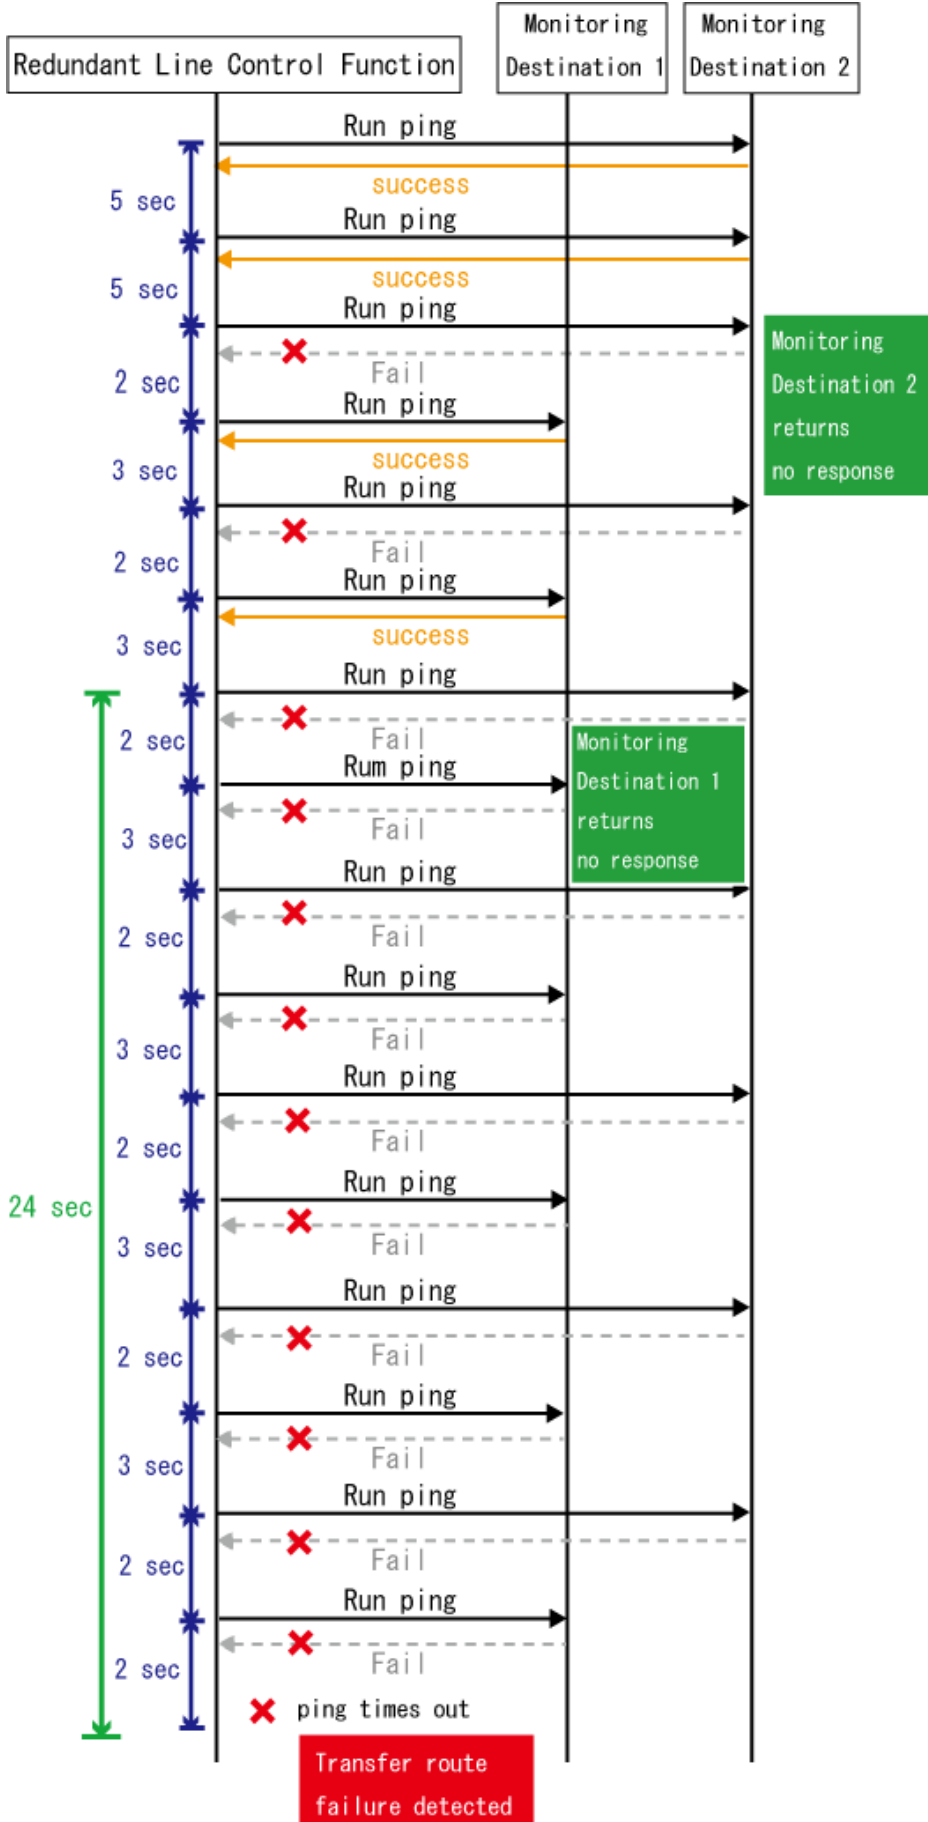 Monitoring
Destination 1
Monitoring
Destination 2
Redundant Line Control Function
Run ping
success
5 sec
Run ping
success
5 sec
Run ping
Fail
Monitoring
Destination 2
returns
no response
2 sec
Run ping
success
3 sec
Run ping
Fail
2 sec
Run ping
success
3 sec
Run ping
Fail
2 sec
Monitoring
Destination 1
returns
no response
Rum ping
Fail
3 sec
Run ping
Fail
2 sec
Run ping
Fail
3 sec
Run ping
Fail
2 sec
Run ping
24 sec
Fail
3 sec
Run ping
Fail
2 sec
Run ping
Fail
3 sec
Run ping
Fail
2 sec
Run ping
Fail
2 sec
ping times out
Transfer route
failure detected